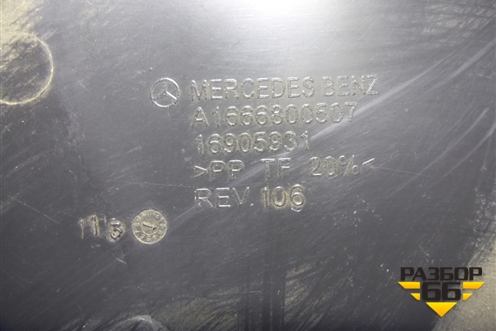 MERCEDES BENZ
A1666800507
16905931
>PP TF 20%<
REV.106
РАЗБОР
66